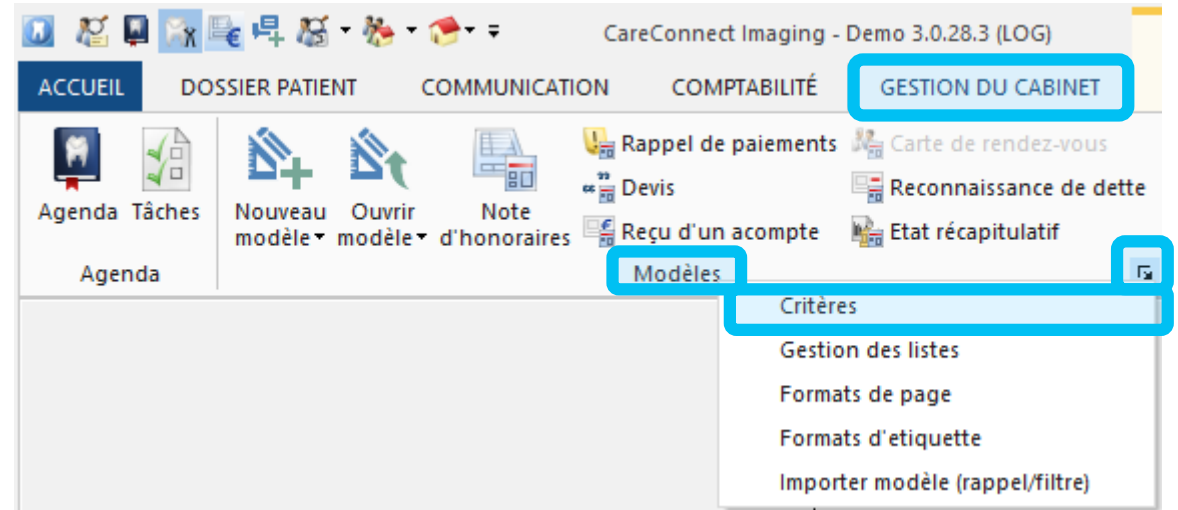 CareConnect Imaging - Demo 3.0.28.3 (LOG)
ACCUEIL DOSSIER PATIENT COMMUNICATION COMPTABILITÉ GESTION DU CABINET
Rappel de paiements Carte de rendez-vous
Agenda Tâches Nouveau modèle Ouvrir modèle Note d'honoraires
Devis Reconnaissance de dette
Reçu d'un acompte Etat récapitulatif
Agenda Modèles
Critères
Gestion des listes
Formats de page
Formats d'etiquette
Importer modèle (rappel/filtre)